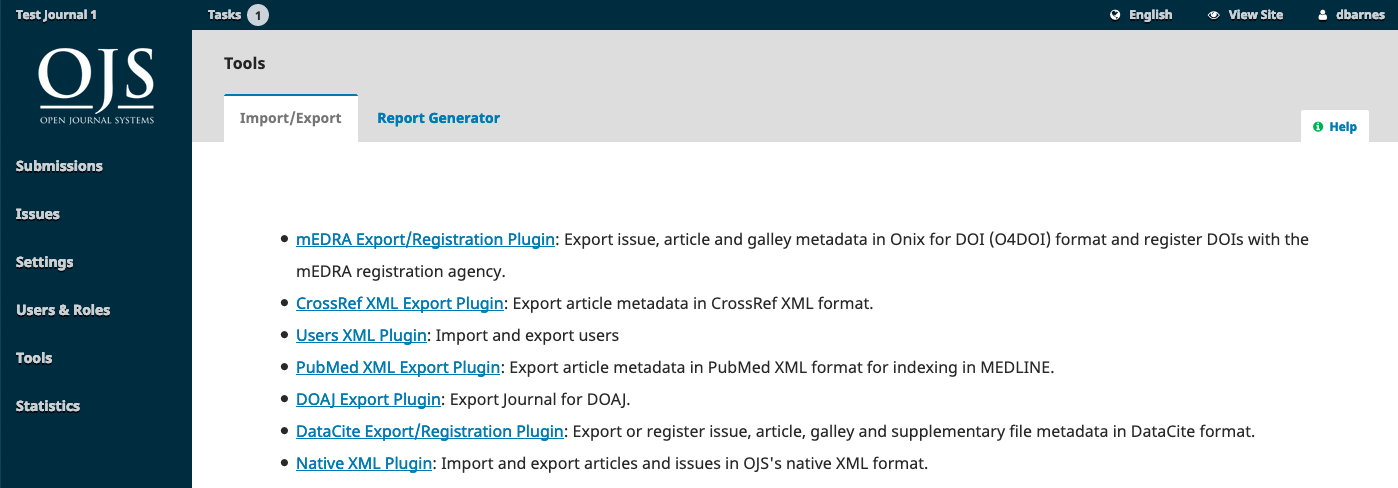 Test Journal 1
Tasks 1
English
View Site
dbarnes
OJS
OPEN JOURNAL SYSTEMS
Submissions
Issues
Settings
Users & Roles
Tools
Statistics
Tools
Import/Export
Report Generator
Help
mEDRA Export/Registration Plugin: Export issue, article and galley metadata in Onix for DOI (O4DOI) format and register DOIs with the
mEDRA registration agency.
CrossRef XML Export Plugin: Export article metadata in CrossRef XML format.
Users XML Plugin: Import and export users
PubMed XML Export Plugin: Export article metadata in PubMed XML format for indexing in MEDLINE.
DOAJ Export Plugin: Export Journal for DOAJ.
DataCite Export/Registration Plugin: Export or register issue, article, galley and supplementary file metadata in DataCite format.
Native XML Plugin: Import and export articles and issues in OJS's native XML format.